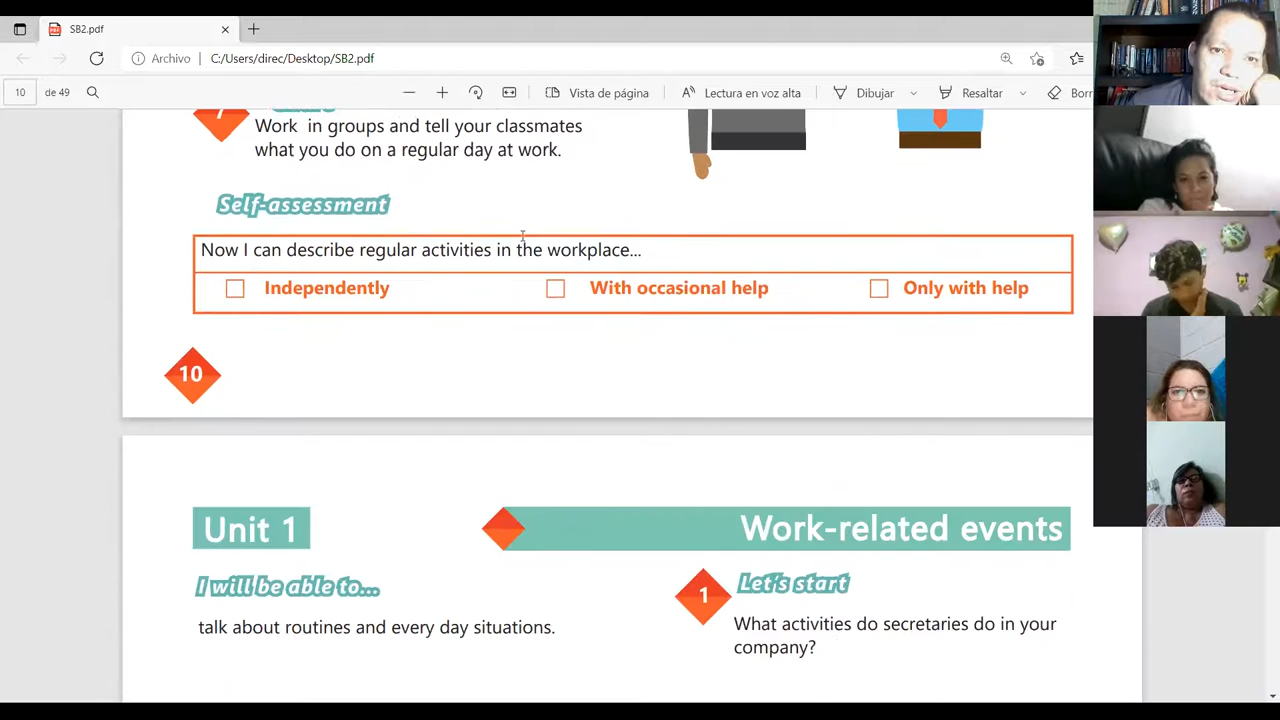 SB2.pdf
Archivo
C:/Users/direc/Desktop/SB2.pdf
10
de 49
Vista de página
Lectura en voz alta
Dibujar
Resaltar
7
Work in groups and tell your classmates
what you do on a regular day at work.
Self-assessment
Now I can describe regular activities in the workplace...
Independently
With occasional help
Only with help
10
Unit 1
Work-related events
I will be able to...
talk about routines and every day situations.
1
Let's start
What activities do secretaries do in your
company?